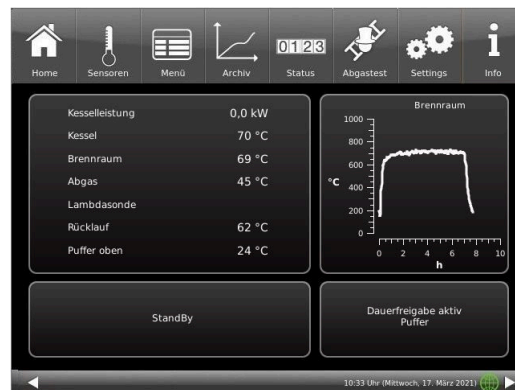 Home
Sensoren
Menü
Archiv
0123
Status
Abgastest
Settings
i
Info
Kesselleistung 0,0 kW
Kessel 70 °C
Brennraum 69 °C
Abgas 45 °C
Lambdasonde
Rücklauf 62 °C
Puffer oben 24 °C
Brennraum
1000
800
600
°C
400
200
0
0 2 4 6 8 10
h
StandBy
Dauerfreigabe aktiv
Puffer
10:33 Uhr (Mittwoch, 17. März 2021)